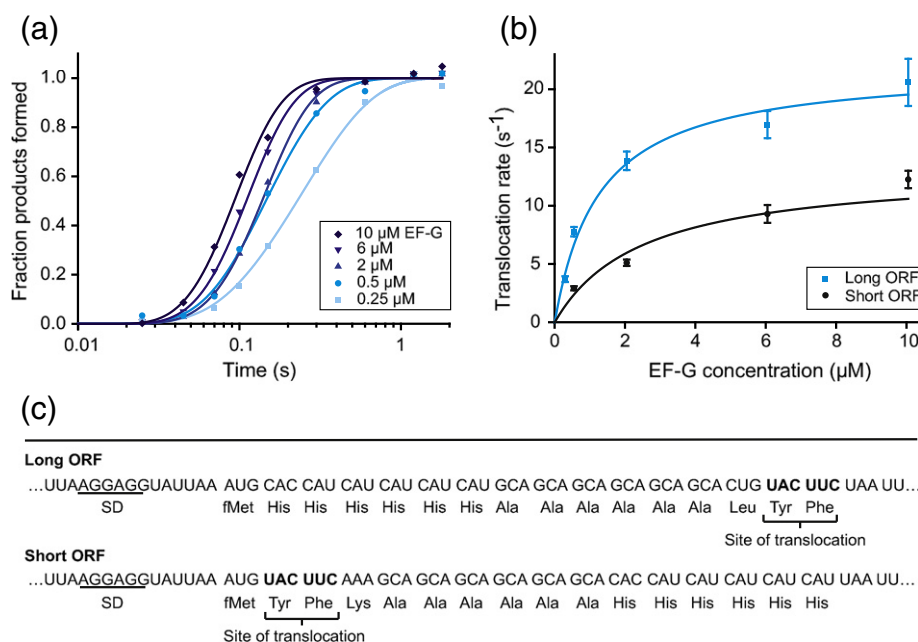 (a)
(b)
Fraction products formed
1.0
0.8
0.6
0.4
0.2
0.0
0.01
0.1
1
Time (s)
10 µM EF-G
6 µM
2 µM
0.5 µM
0.25 µM
Translocation rate (s⁻¹)
20
15
10
5
0
0
2
4
6
8
10
EF-G concentration (µM)
Long ORF
Short ORF
(c)
Long ORF
...UUAAGGAGGUAUUAA AUG CAC CAU CAU CAU CAU CAU GCA GCA GCA GCA GCA CUG UAC UUC UAA UU...
SD fMet His His His His His His Ala Ala Ala Ala Ala Leu Tyr Phe
Site of translocation
Short ORF
...UUAAGGAGGUAUUAA AUG UAC UUC AAA GCA GCA GCA GCA GCA CAC CAU CAU CAU CAU CAU UAA UU...
SD fMet Tyr Phe Lys Ala Ala Ala Ala Ala His His His His His His
Site of translocation